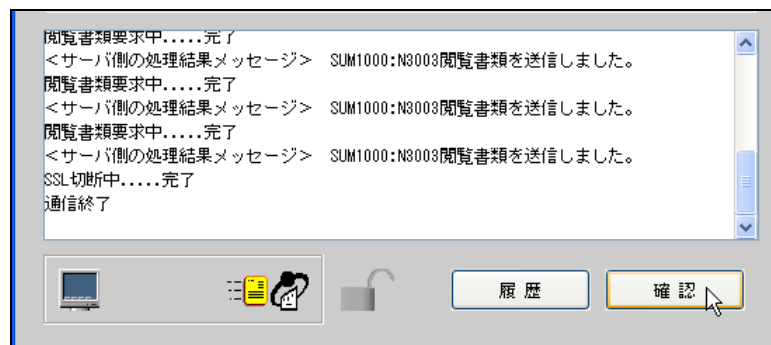 閲覧書類要求中.....完了
<サーバ側の処理結果メッセージ>　SUM1000:N3003閲覧書類を送信しました。
閲覧書類要求中.....完了
<サーバ側の処理結果メッセージ>　SUM1000:N3003閲覧書類を送信しました。
閲覧書類要求中.....完了
<サーバ側の処理結果メッセージ>　SUM1000:N3003閲覧書類を送信しました。
SSL切断中.....完了
通信終了
履 歴
確 認